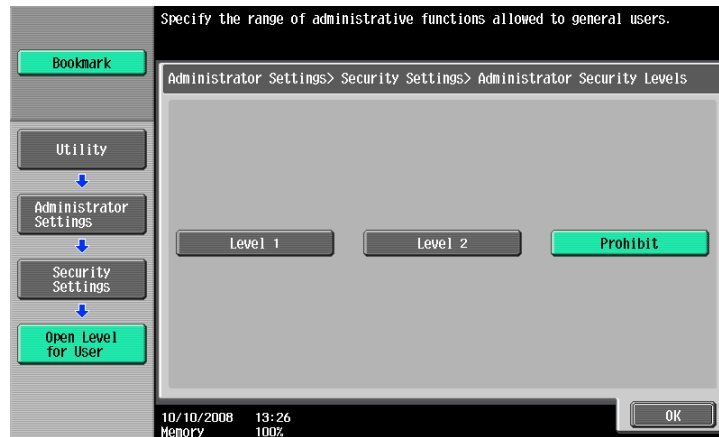 Specify the range of administrative functions allowed to general users.
Bookmark
Administrator Settings> Security Settings> Administrator Security Levels
Utility
Administrator
Settings
Security
Settings
Open Level
for User
Level 1
Level 2
Prohibit
10/10/2008 13:26
Memory 100%
OK